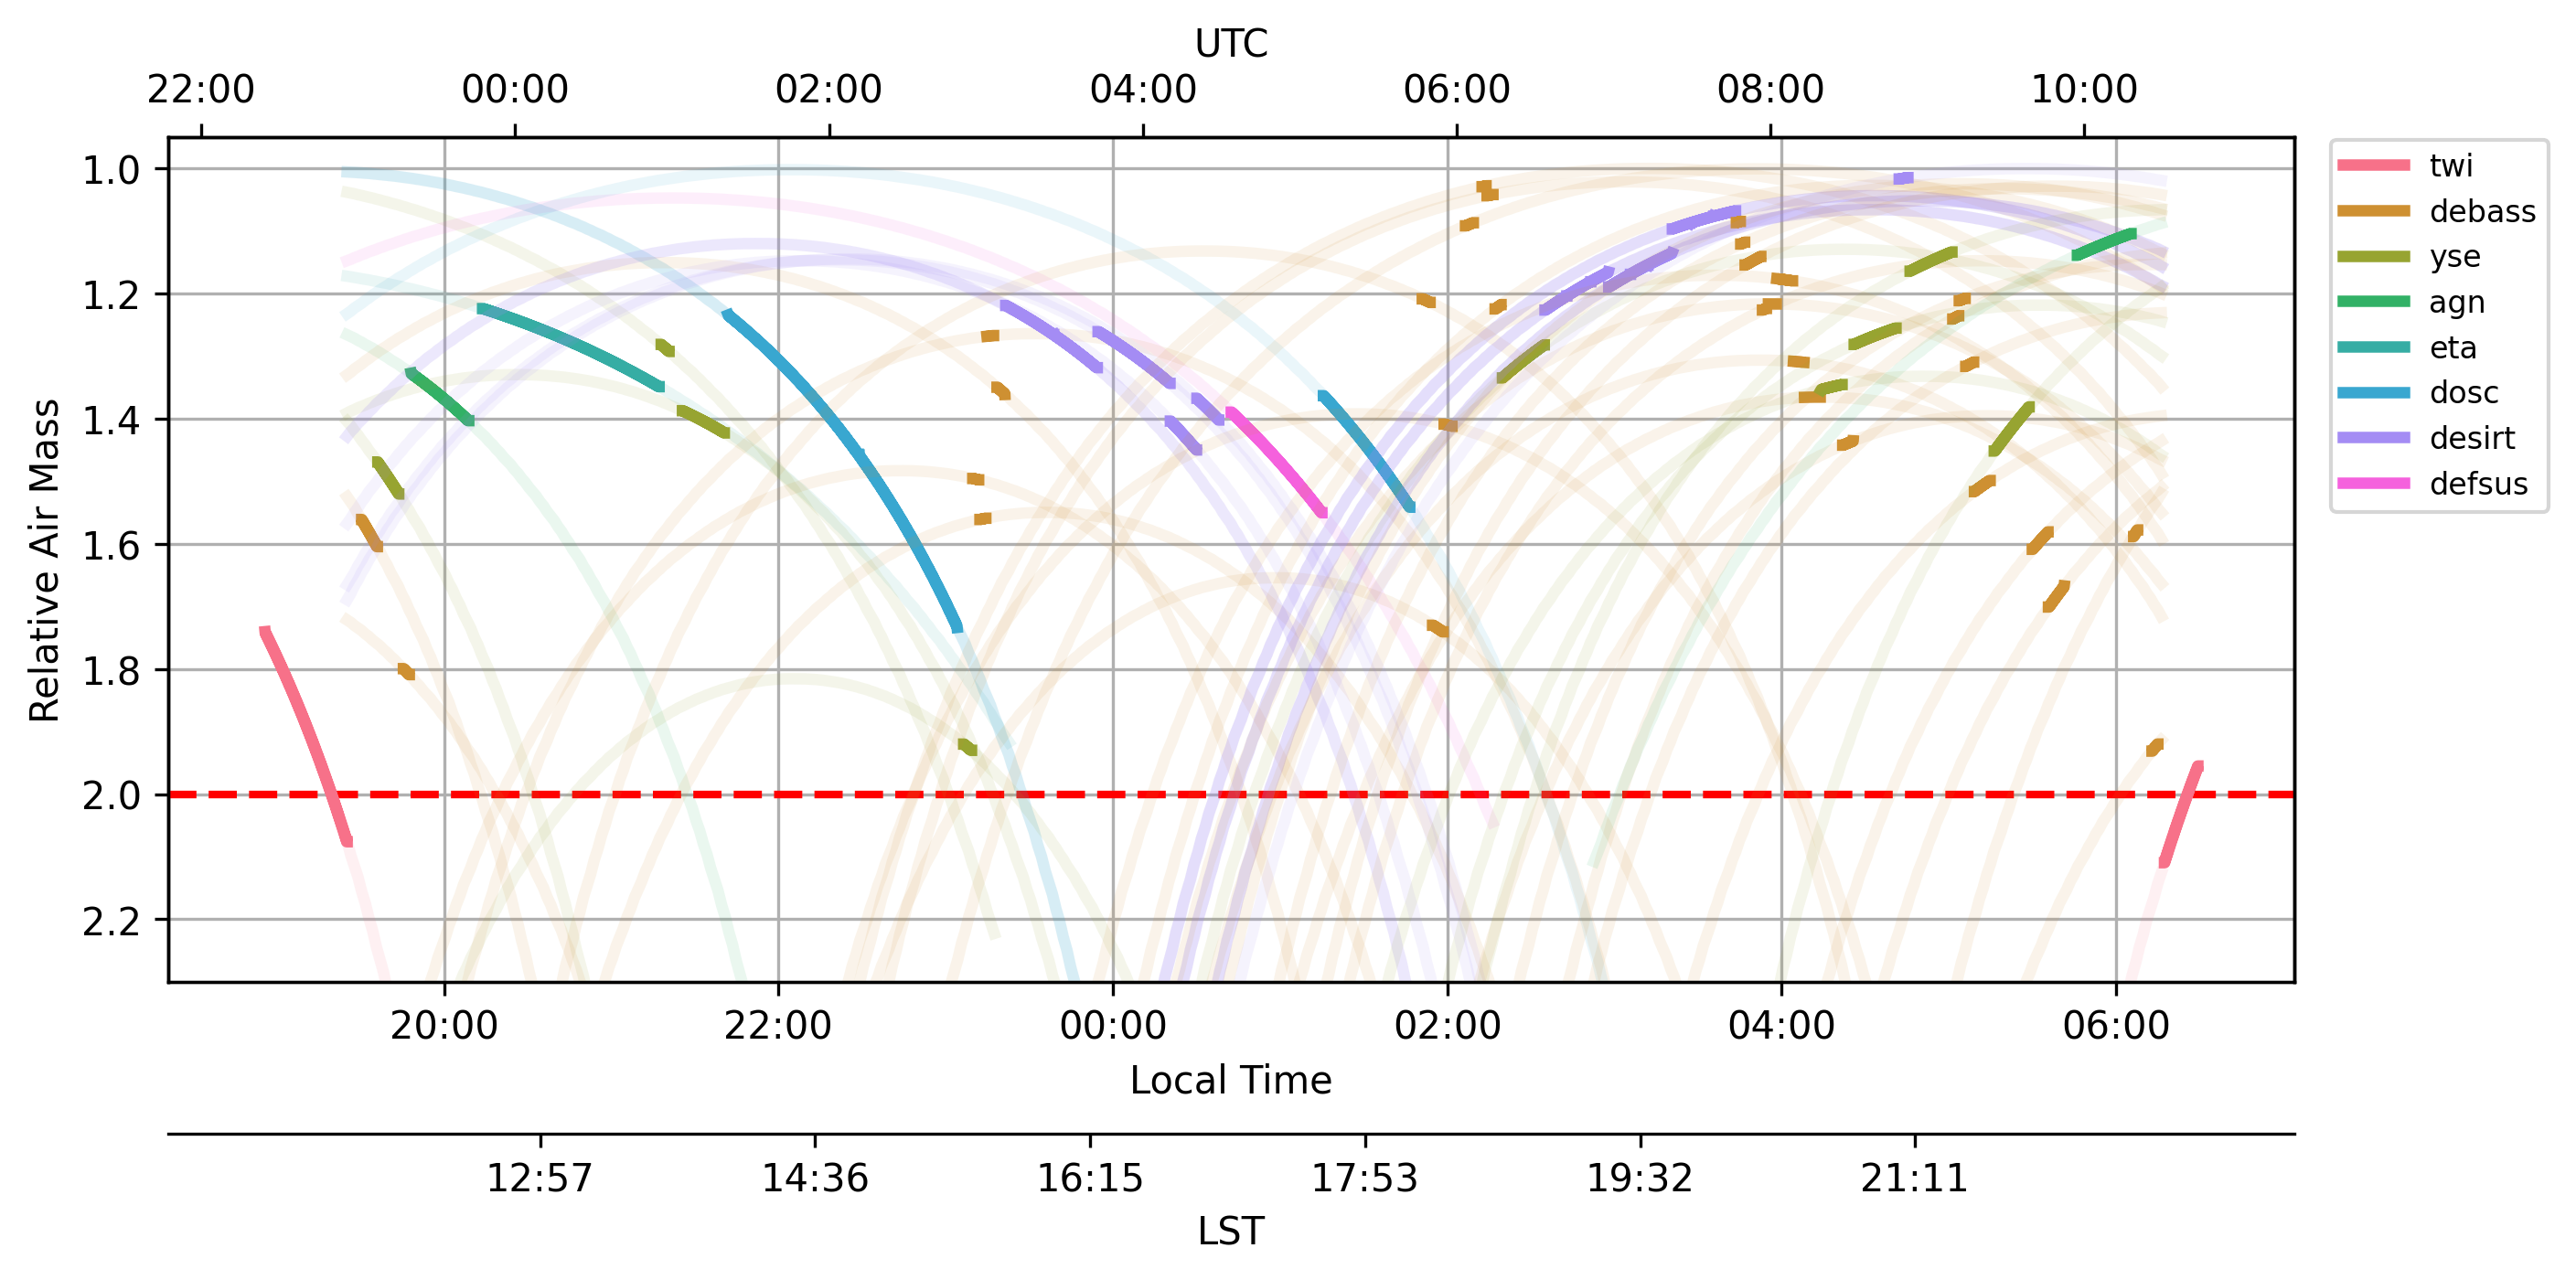 UTC
22:00 00:00 02:00 04:00 06:00 08:00 10:00
Relative Air Mass
1.0
1.2
1.4
1.6
1.8
2.0
2.2
twi
debass
yse
agn
eta
dosc
desirt
defsus
20:00 22:00 00:00 02:00 04:00 06:00
Local Time
12:57 14:36 16:15 17:53 19:32 21:11
LST